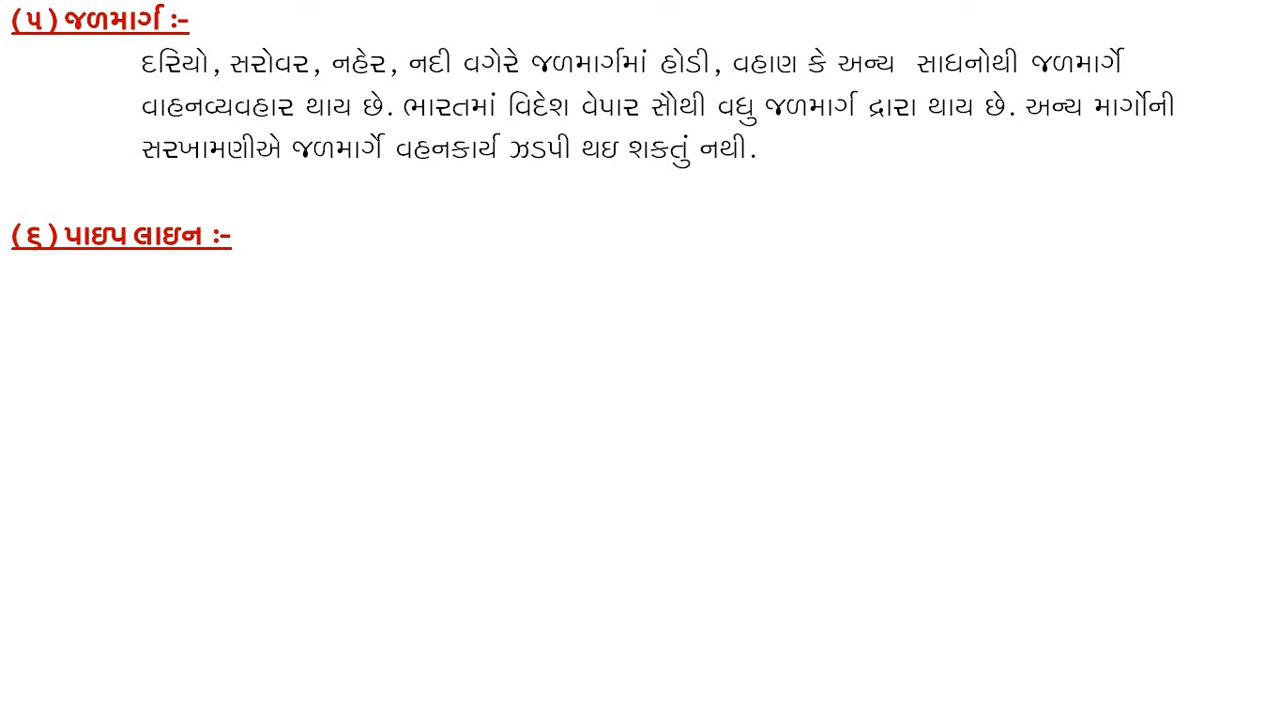 (૫) જળમાર્ગ :-
દરિયો, સરોવર, નહેર, નદી વગેરે જળમાર્ગમાં હોડી, વહાણ કે અન્ય સાધનોથી જળમાર્ગે
વાહનવ્યવહાર થાય છે. ભારતમાં વિદેશ વેપાર સૌથી વધુ જળમાર્ગ દ્રારા થાય છે. અન્ય માર્ગોની
સરખામણીએ જળમાર્ગે વહનકાર્ય ઝડપી થઇ શકતું નથી.
(૬) પાઇપ લાઇન :-